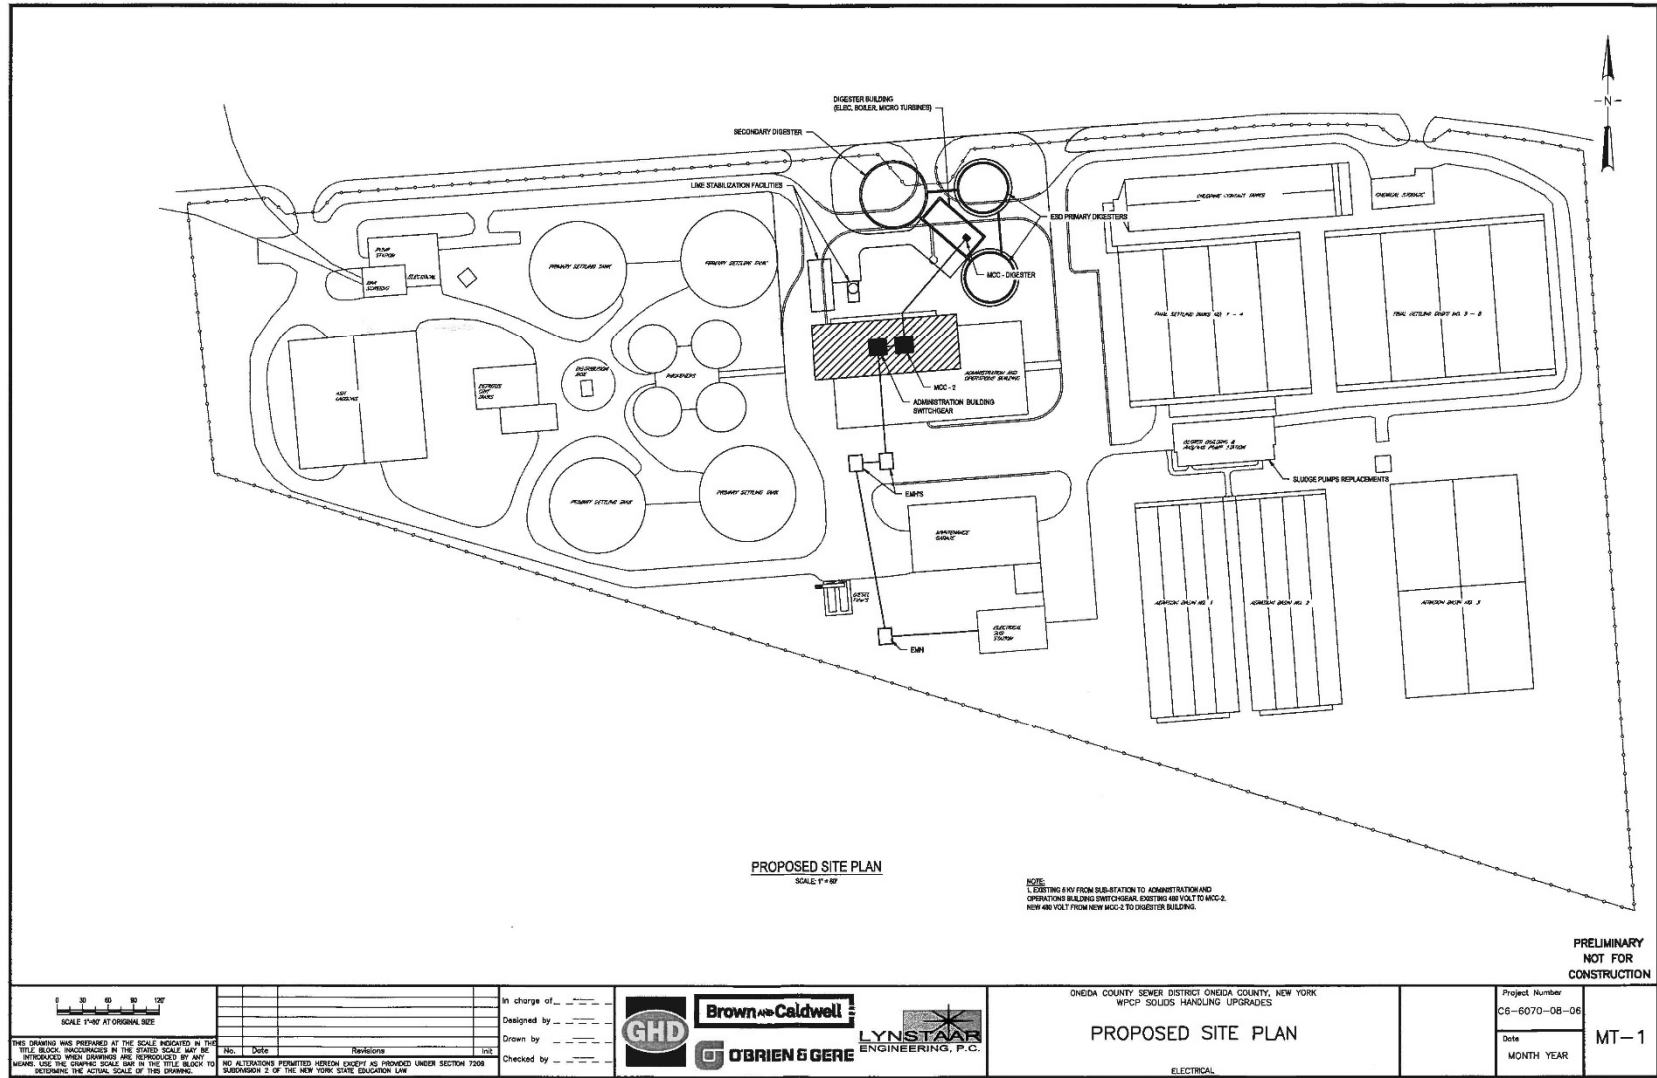 DIGESTER BUILDING
(ELEC, BOILER, MICRO TURBINES)
SECONDARY DIGESTER
-N-
LIME STABILIZATION FACILITIES
CHEMICAL STORAGE
ESD PRIMARY DIGESTERS
PUMP
STATION
ELECTRICAL
BAR
SCREENS
PRIMARY SETTLING TANK
PRIMARY SETTLING TANK
MCC - DIGESTER
FINAL SETTLING TANKS NO. 1 - 4
ADMINISTRATION AND
OPERATIONS BUILDING
MCC - 2
ADMINISTRATION BUILDING
SWITCHGEAR
ASH
LAGOONS
DISTRIBUTION
BOX
THICKENERS
SLUDGE PUMPS REPLACEMENTS
EMH'S
PRIMARY SETTLING TANK
PRIMARY SETTLING TANK
MAINTENANCE
GARAGE
AERATION BASIN NO. 1
AERATION BASIN NO. 2
AERATION BASIN NO. 3
ELECTRICAL
SUB
STATION
EMH
PROPOSED SITE PLAN
SCALE: 1" = 60'
NOTE:
1. EXISTING 5 KV FROM SUB-STATION TO ADMINISTRATION AND
OPERATIONS BUILDING SWITCHGEAR. EXISTING 480 VOLT TO MCC-2.
NEW 480 VOLT FROM NEW MCC-2 TO DIGESTER BUILDING.
PRELIMINARY
NOT FOR
CONSTRUCTION
0 30 60 90 120'
SCALE 1"=60' AT ORIGINAL SIZE
THIS DRAWING WAS PREPARED AT THE SCALE INDICATED IN THE
TITLE BLOCK. INACCURACIES IN THE STATED SCALE MAY BE
INTRODUCED WHEN DRAWINGS ARE REPRODUCED BY ANY
MEANS. USE THE GRAPHIC SCALE BAR IN THE TITLE BLOCK TO
DETERMINE THE ACTUAL SCALE OF THIS DRAWING.
No. Date Revisions Init
NO ALTERATIONS PERMITTED HEREON EXCEPT AS PROVIDED UNDER SECTION 7209
SUBDIVISION 2 OF THE NEW YORK STATE EDUCATION LAW
In charge of
Designed by
Drawn by
Checked by
GHD
Brown AND Caldwell
O'BRIEN & GERE
LYNSTAAR
ENGINEERING, P.C.
ONEIDA COUNTY SEWER DISTRICT ONEIDA COUNTY, NEW YORK
WPCP SOLIDS HANDLING UPGRADES
PROPOSED SITE PLAN
ELECTRICAL
Project Number
C6-6070-08-06
Date
MONTH YEAR
MT-1